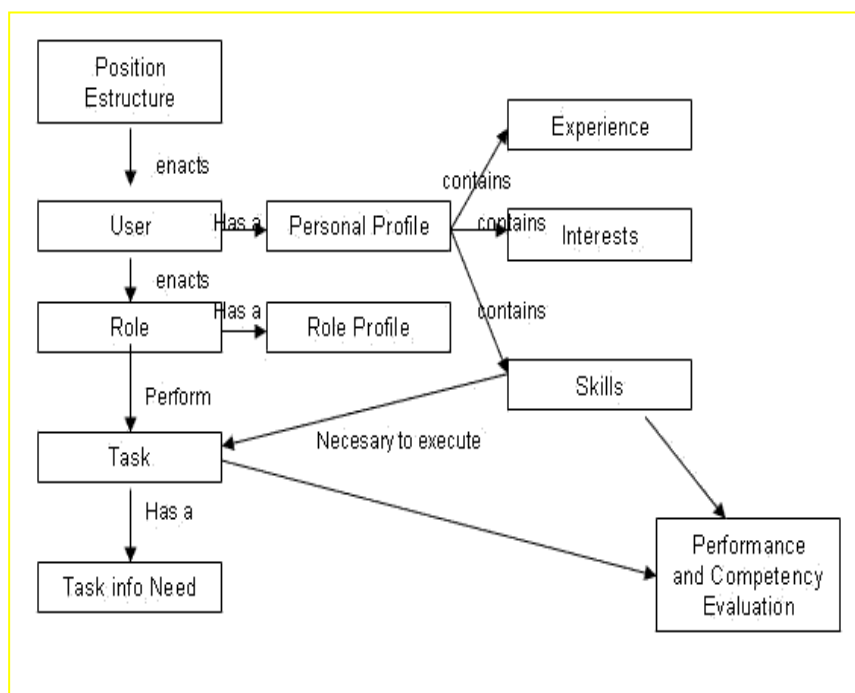 Position
Estructure
enacts
Experience
contains
User
Has a
Personal Profile
contains
Interests
enacts
Role
Has a
Role Profile
contains
Perform
Skills
Necesary to execute
Task
Has a
Task info Need
Performance
and Competency
Evaluation